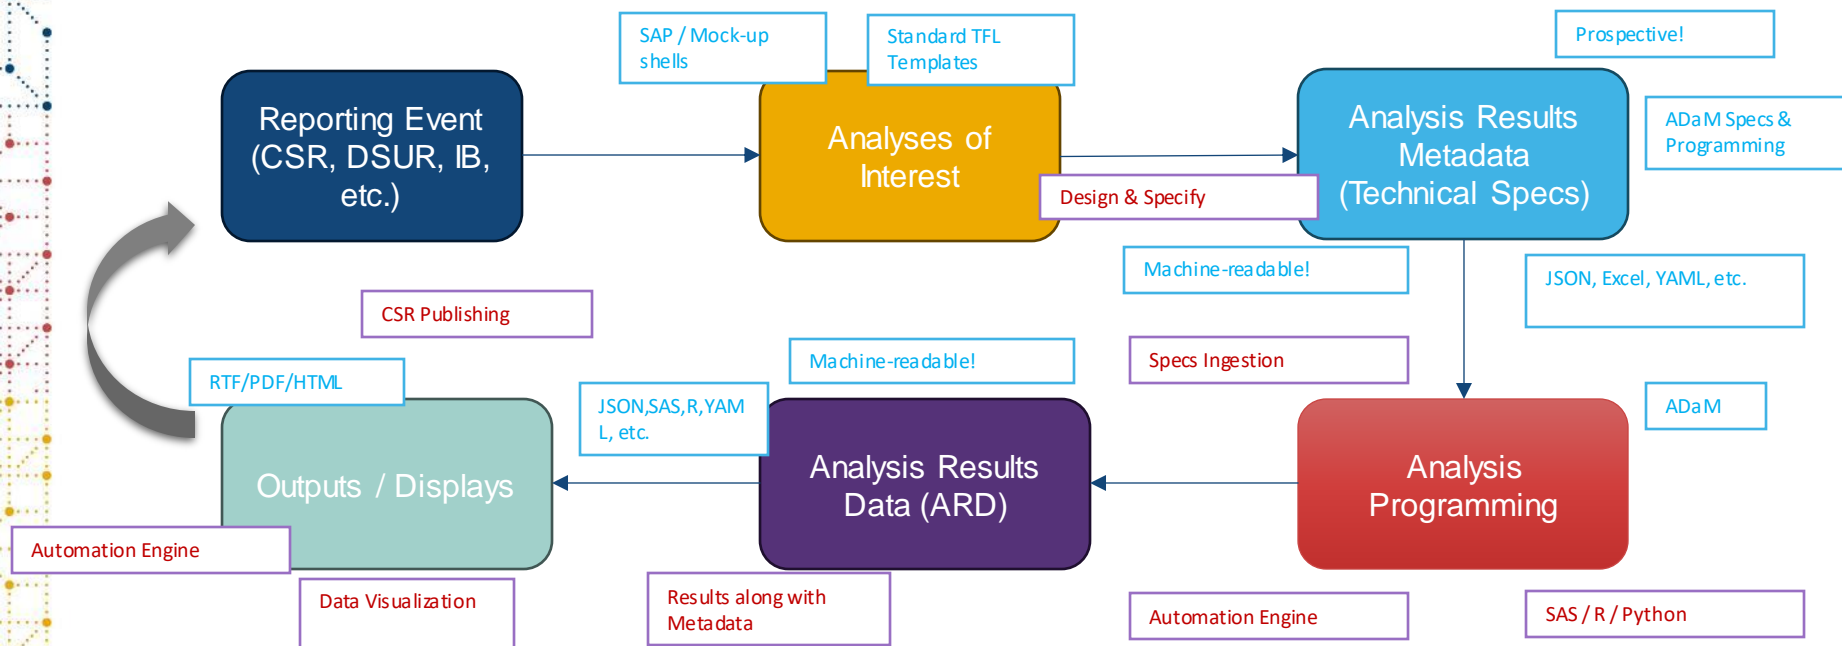 SAP / Mock-up
shells
Standard TFL
Templates
Prospective!
Reporting Event
(CSR, DSUR, IB,
etc.)
Analyses of
Interest
Analysis Results
Metadata
(Technical Specs)
ADaM Specs &
Programming
Design & Specify
Machine-readable!
JSON, Excel, YAML, etc.
CSR Publishing
Machine-readable!
Specs Ingestion
RTF/PDF/HTML
JSON,SAS,R,YAM
L, etc.
ADaM
Outputs / Displays
Analysis Results
Data (ARD)
Analysis
Programming
Automation Engine
Data Visualization
Results along with
Metadata
Automation Engine
SAS / R / Python